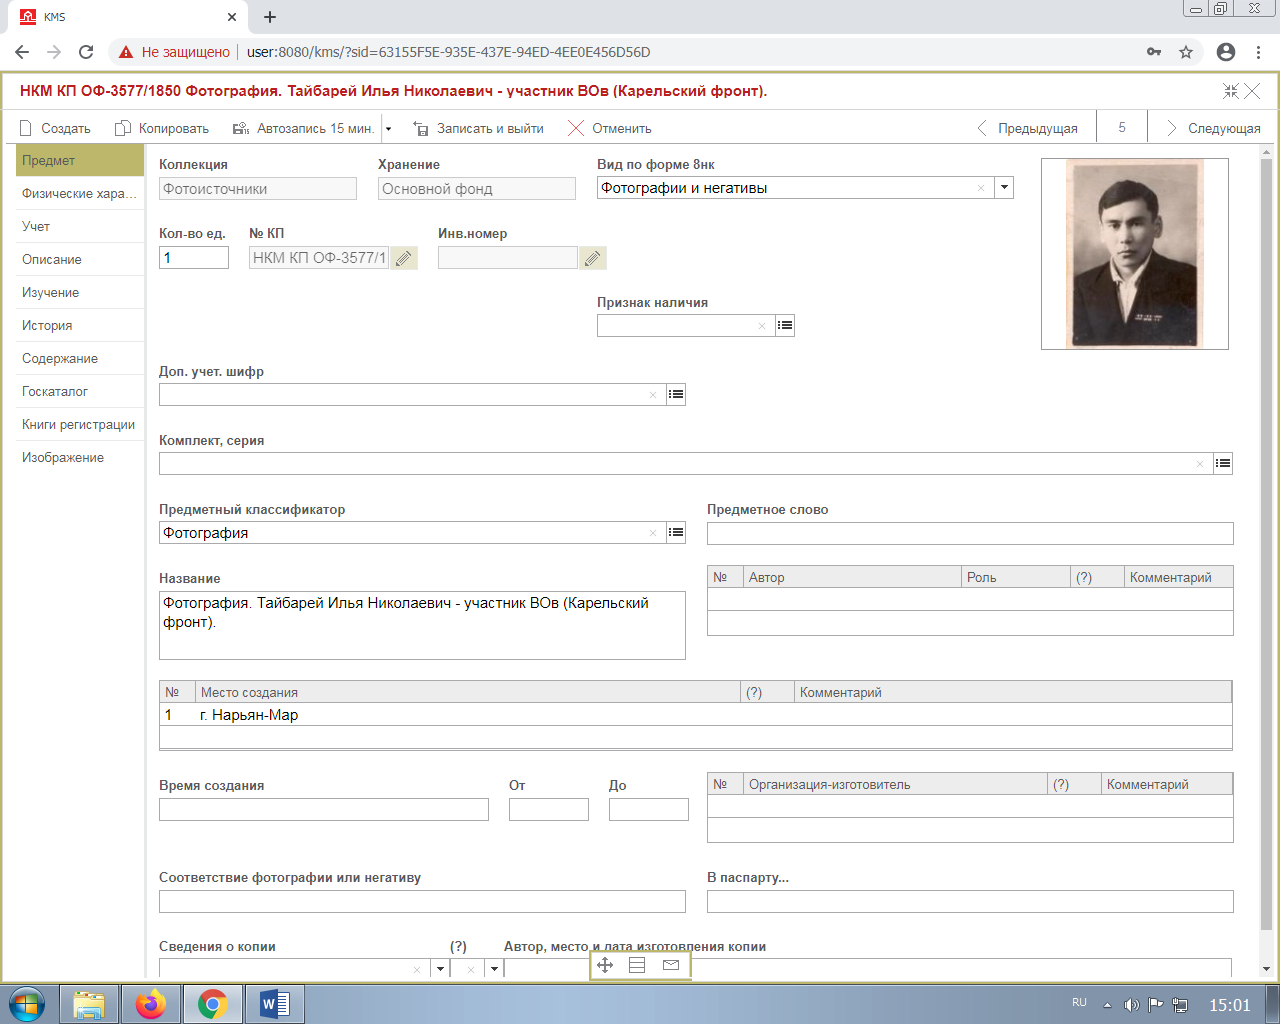 KMS
Не защищено user:8080/kms/?sid=63155F5E-935E-437E-94ED-4EE0E456D56D
НКМ КП ОФ-3577/1850 Фотография. Тайбарей Илья Николаевич - участник ВОв (Карельский фронт).
Создать Копировать Автозапись 15 мин. Записать и выйти Отменить Предыдущая 5 Следующая
Предмет
Физические хара...
Учет
Описание
Изучение
История
Содержание
Госкаталог
Книги регистрации
Изображение
Коллекция Хранение Вид по форме 8нк
Фотоисточники Основной фонд Фотографии и негативы
Кол-во ед. № КП Инв.номер
1 НКМ КП ОФ-3577/1
Признак наличия
Доп. учет. шифр
Комплект, серия
Предметный классификатор Предметное слово
Фотография
Название № Автор Роль (?) Комментарий
Фотография. Тайбарей Илья Николаевич - участник ВОв (Карельский
фронт).
№ Место создания (?) Комментарий
1 г. Нарьян-Мар
Время создания От До № Организация-изготовитель (?) Комментарий
Соответствие фотографии или негативу В паспарту...
Сведения о копии (?) Автор, место и дата изготовления копии
RU 15:01